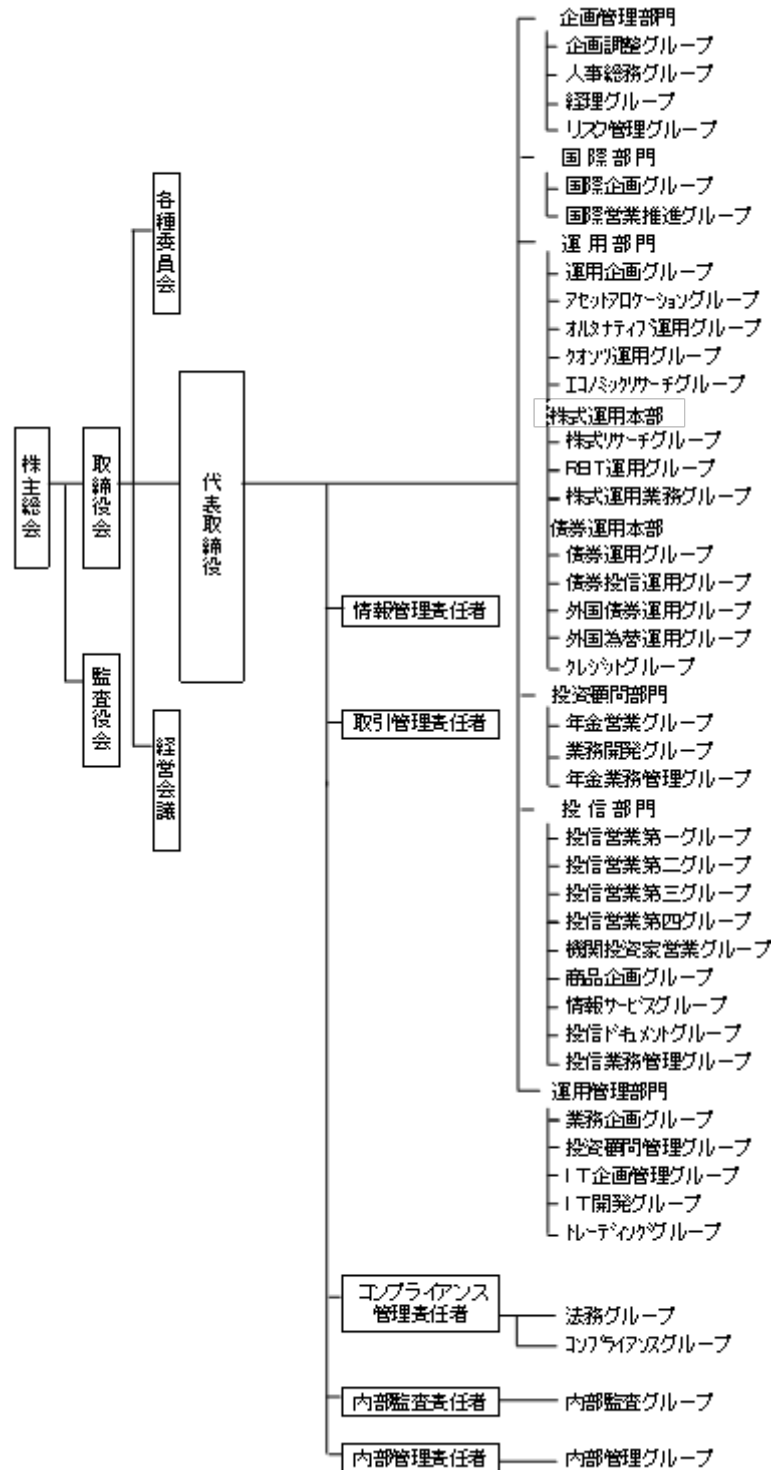 株主総会
取締役会
監査役会
各種委員会
経営会議
代表取締役
企画管理部門
企画調整グループ
人事総務グループ
経理グループ
リスク管理グループ
国際部門
国際企画グループ
国際営業推進グループ
運用部門
運用企画グループ
アセットアロケーショングループ
オルタナティブ運用グループ
クオンツ運用グループ
エコノミックリサーチグループ
株式運用本部
株式リサーチグループ
REIT運用グループ
株式運用業務グループ
債券運用本部
債券運用グループ
債券投信運用グループ
外国債券運用グループ
外国為替運用グループ
クレジットグループ
投資顧問部門
年金営業グループ
業務開発グループ
年金業務管理グループ
投信部門
投信営業第一グループ
投信営業第二グループ
投信営業第三グループ
投信営業第四グループ
機関投資家営業グループ
商品企画グループ
情報サービスグループ
投信ドキュメントグループ
投信業務管理グループ
運用管理部門
業務企画グループ
投資顧問管理グループ
IT企画管理グループ
IT開発グループ
トレーディンググループ
情報管理責任者
取引管理責任者
コンプライアンス
管理責任者
法務グループ
コンプライアンスグループ
内部監査責任者
内部監査グループ
内部管理責任者
内部管理グループ